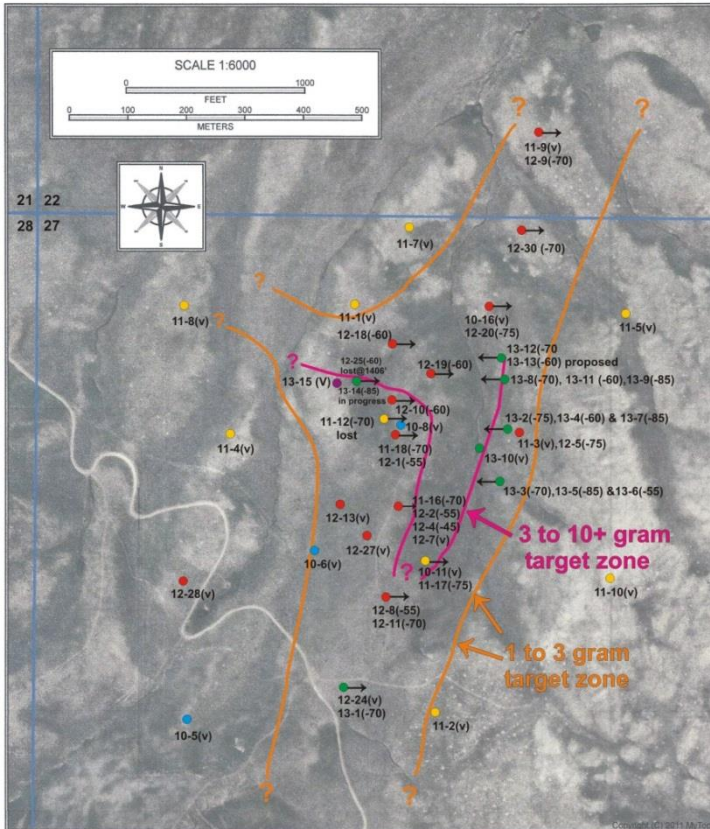 SCALE 1:6000
0 1000
FEET
0 100 200 300 400 500
METERS
N
W E
S
21 22
28 27
?
?
11-9(v)
12-9(-70)
11-7(v)
12-30 (-70)
?
11-8(v)
?
11-1(v)
12-18(-60)
10-16(v)
12-20(-75)
11-5(v)
?
12-25(-60)
lost@1406'
13-15 (V)
13-14(-85)
in progress
12-19(-60)
13-12(-70
13-13(-60) proposed
13-8(-70), 13-11 (-60),13-9(-85)
12-10(-60)
11-12(-70)
lost
10-8(v)
13-2(-75),13-4(-60) & 13-7(-85)
11-3(v),12-5(-75)
11-4(v)
11-18(-70)
12-1(-55)
13-10(v)
13-3(-70),13-5(-85) &13-6(-55)
11-16(-70)
12-2(-55)
12-4(-45)
12-7(v)
12-13(v)
3 to 10+ gram
target zone
12-27(v)
10-6(v)
?
10-11(v)
11-17(-75)
11-10(v)
12-28(v)
12-8(-55)
12-11(-70)
1 to 3 gram
target zone
12-24(v)
13-1(-70)
10-5(v)
11-2(v)
?
?